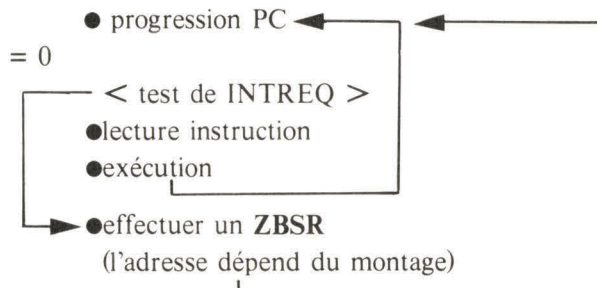 ● progression PC
= 0
< test de INTREQ >
●lecture instruction
●exécution
●effectuer un ZBSR
(l'adresse dépend du montage)